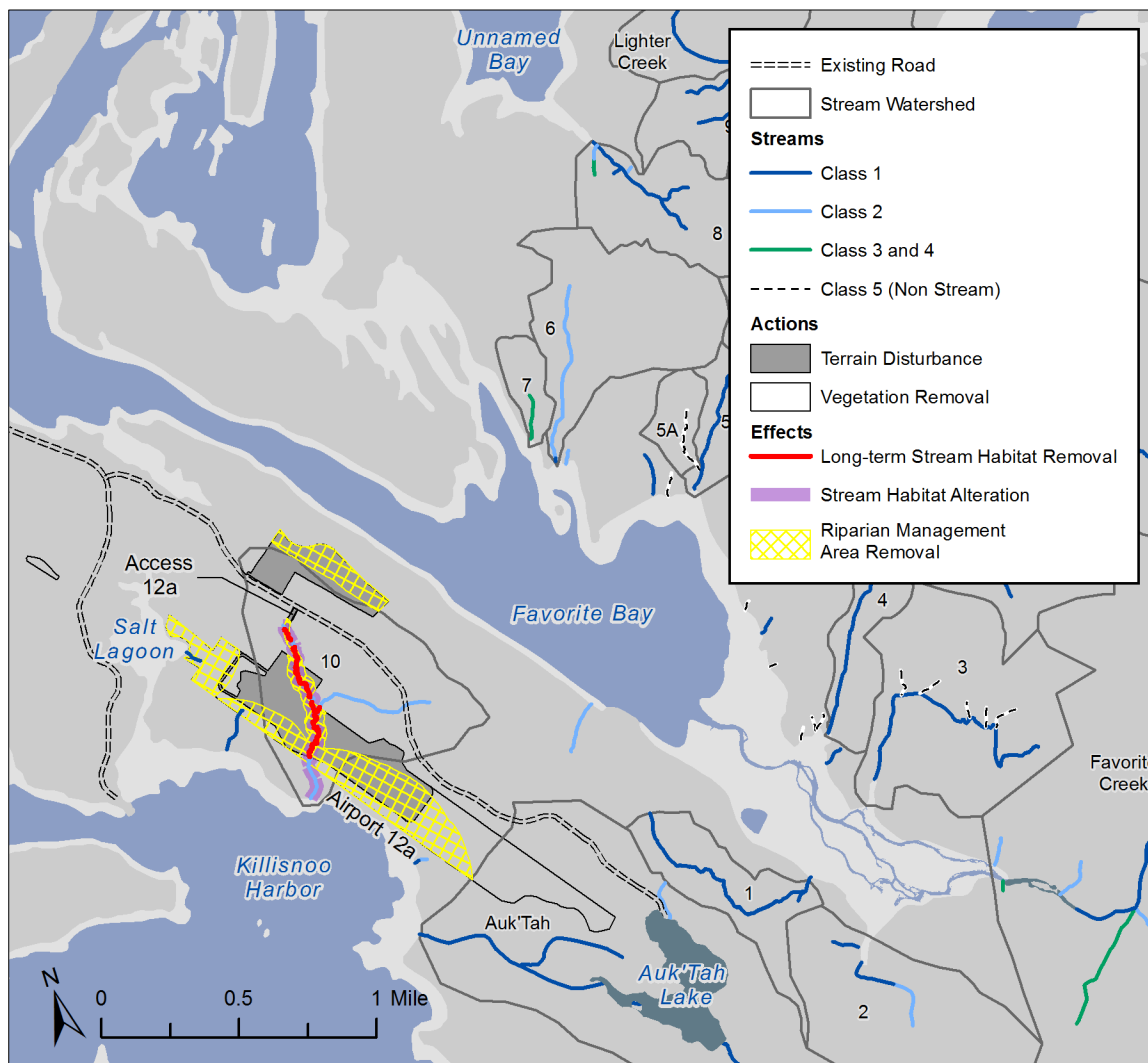 Unnamed
Bay
Lighter
Creek
Existing Road
Stream Watershed
Streams
Class 1
Class 2
Class 3 and 4
Class 5 (Non Stream)
Actions
Terrain Disturbance
Vegetation Removal
Effects
Long-term Stream Habitat Removal
Stream Habitat Alteration
Riparian Management
Area Removal
9
8
6
7
5A
5
Access
12a
Salt
Lagoon
10
Favorite Bay
4
3
Favorite
Creek
Airport 12a
Killisnoo
Harbor
1
Auk'Tah
Auk'Tah
Lake
2
N
0 0.5 1 Mile